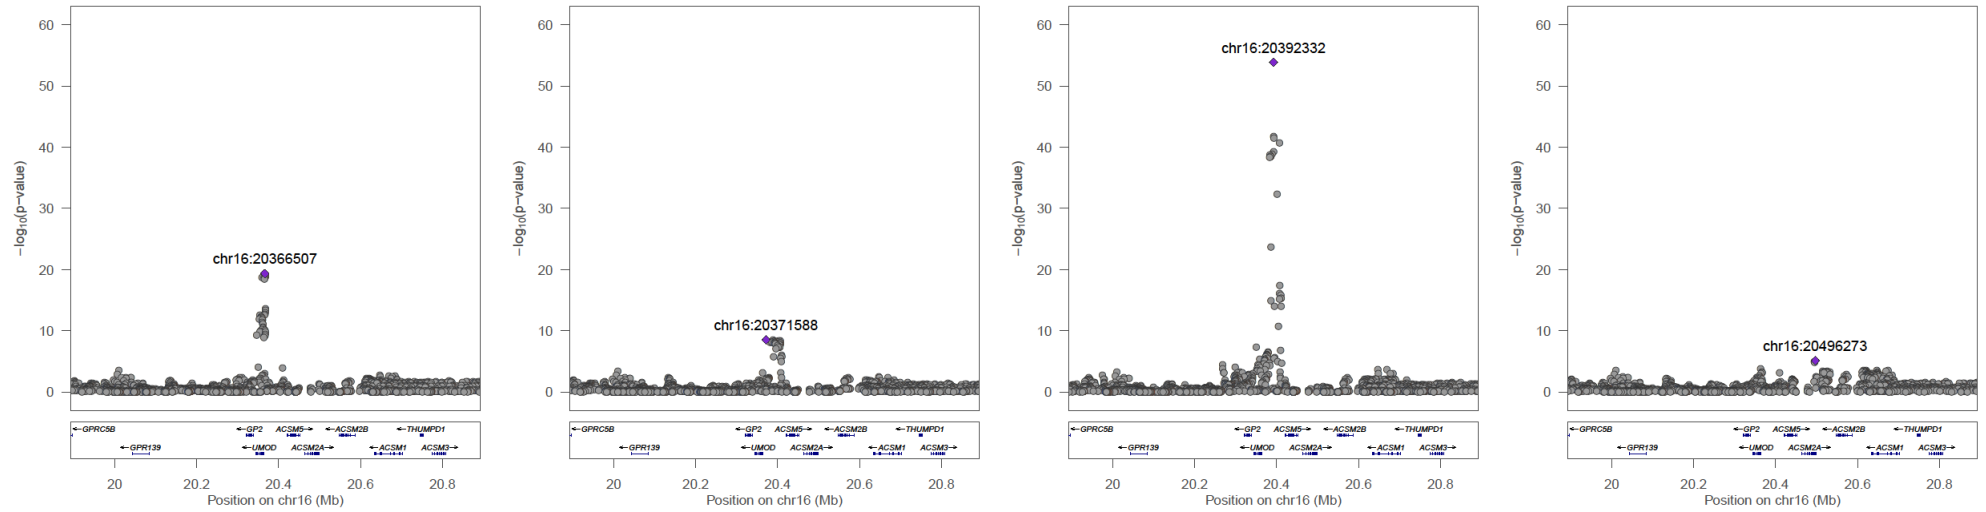 60
50
40
30
20
10
0
−log10(p−value)
chr16:20366507
← GPRC5B
← GP2
ACSM5 →
← ACSM2B
← THUMPD1
← GPR139
← UMOD
ACSM2A →
← ACSM1
ACSM3 →
20 20.2 20.4 20.6 20.8
Position on chr16 (Mb)
60
50
40
30
20
10
0
−log10(p−value)
chr16:20371588
← GPRC5B
← GP2
ACSM5 →
← ACSM2B
← THUMPD1
← GPR139
← UMOD
ACSM2A →
← ACSM1
ACSM3 →
20 20.2 20.4 20.6 20.8
Position on chr16 (Mb)
60
50
40
30
20
10
0
−log10(p−value)
chr16:20392332
← GPRC5B
← GP2
ACSM5 →
← ACSM2B
← THUMPD1
← GPR139
← UMOD
ACSM2A →
← ACSM1
ACSM3 →
20 20.2 20.4 20.6 20.8
Position on chr16 (Mb)
60
50
40
30
20
10
0
−log10(p−value)
chr16:20496273
← GPRC5B
← GP2
ACSM5 →
← ACSM2B
← THUMPD1
← GPR139
← UMOD
ACSM2A →
← ACSM1
ACSM3 →
20 20.2 20.4 20.6 20.8
Position on chr16 (Mb)